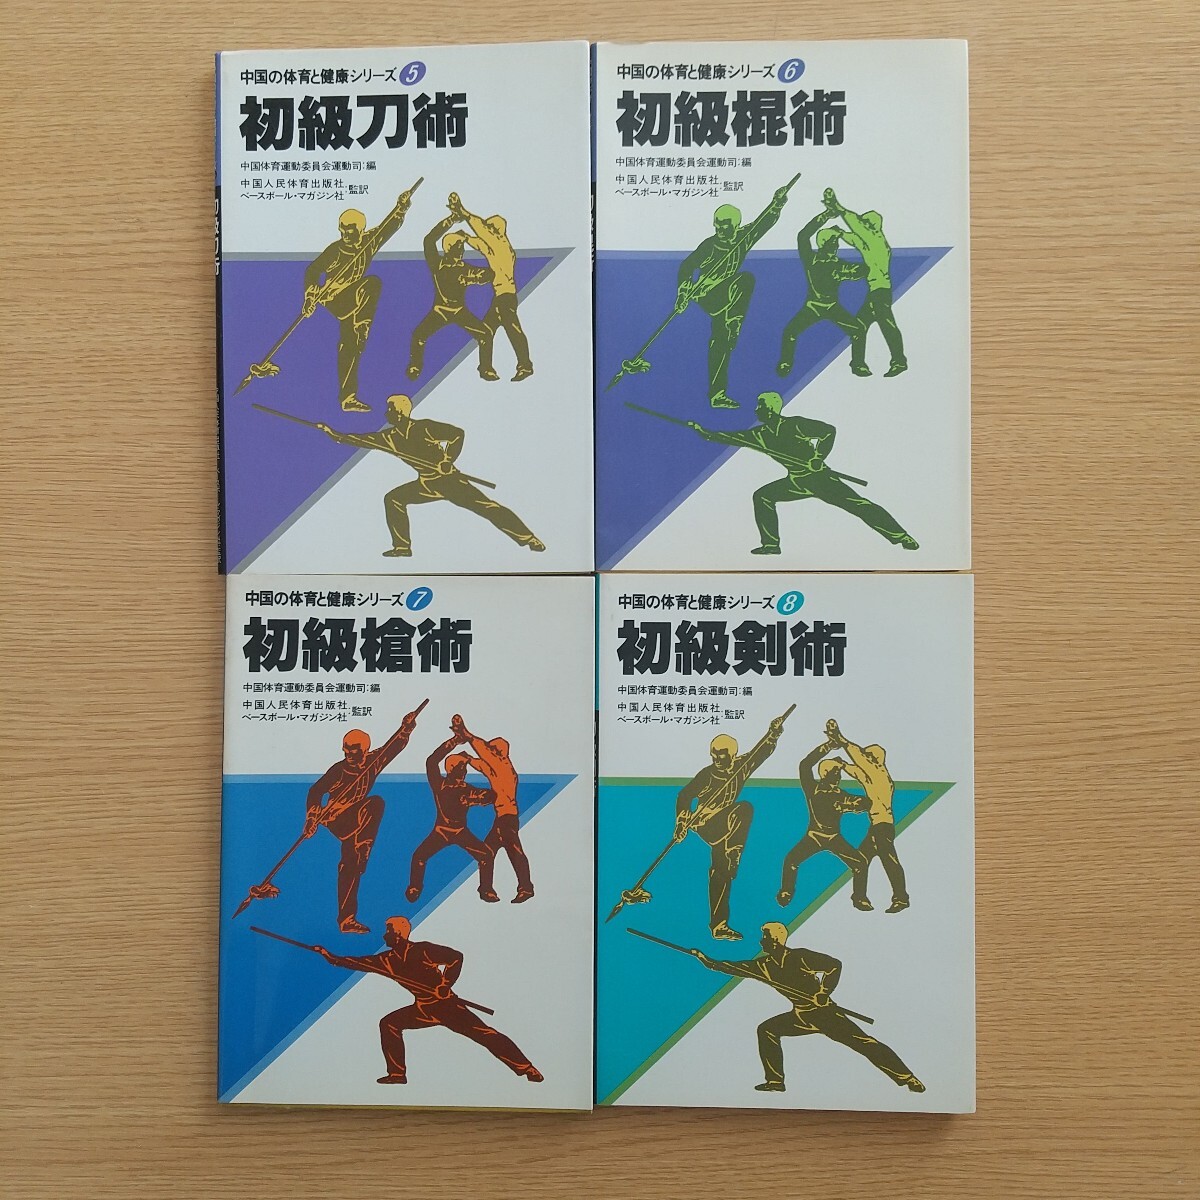 中国の体育と健康シリーズ5
初級刀術
中国体育運動委員会運動司:編
中国人民体育出版社
ベースボール・マガジン社:監訳
中国の体育と健康シリーズ6
初級棍術
中国体育運動委員会運動司:編
中国人民体育出版社
ベースボール・マガジン社:監訳
中国の体育と健康シリーズ7
初級槍術
中国体育運動委員会運動司:編
中国人民体育出版社
ベースボール・マガジン社:監訳
中国の体育と健康シリーズ8
初級剣術
中国体育運動委員会運動司:編
中国人民体育出版社
ベースボール・マガジン社:監訳